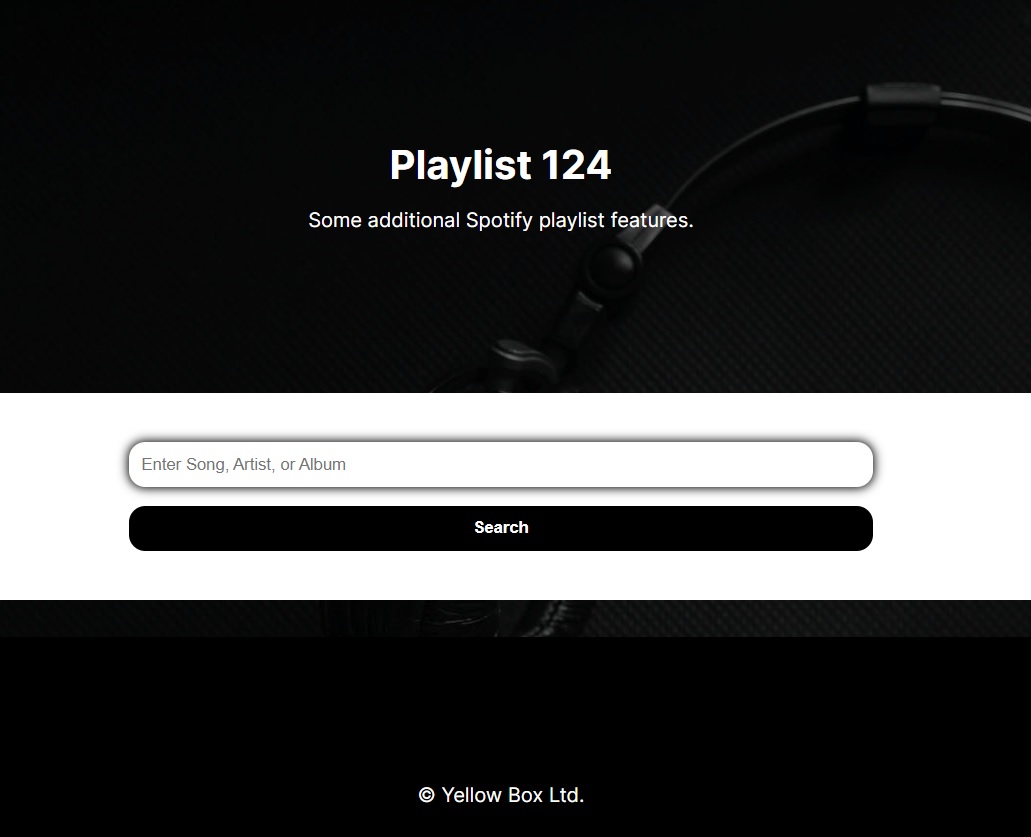 Playlist 124
Some additional Spotify playlist features.
Enter Song, Artist, or Album
Search
© Yellow Box Ltd.